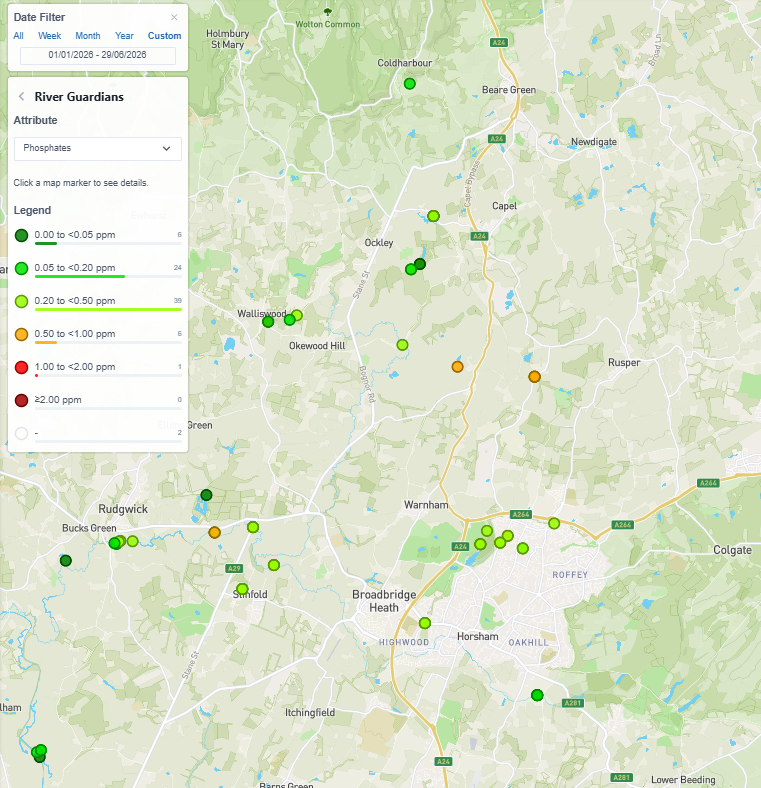 Date Filter
All Week Month Year Custom
01/01/2026 - 29/06/2026
River Guardians
Attribute
Phosphates
Click a map marker to see details.
Legend
0.00 to <0.05 ppm 6
0.05 to <0.20 ppm 24
0.20 to <0.50 ppm 39
0.50 to <1.00 ppm 6
1.00 to <2.00 ppm 1
≥2.00 ppm 0
- 2
Wotton Common
Holmbury
St Mary
A24
Broad Ln
Coldharbour
Beare Green
A24
Newdigate
Capel Bypass
Capel
Ockley
A24
Stane St
Walliswood
Okewood Hill
Rusper
Bognor Rd
Green
A264
Rudgwick
Warnham
A264
Bucks Green
A264
A24
Colgate
A29
Slinfold
ROFFEY
Broadbridge
Heath
Horsham
HIGHWOOD
OAKHILL
Stane St
A281
lham
Itchingfield
A24
A281
Lower Beeding
Barns Green